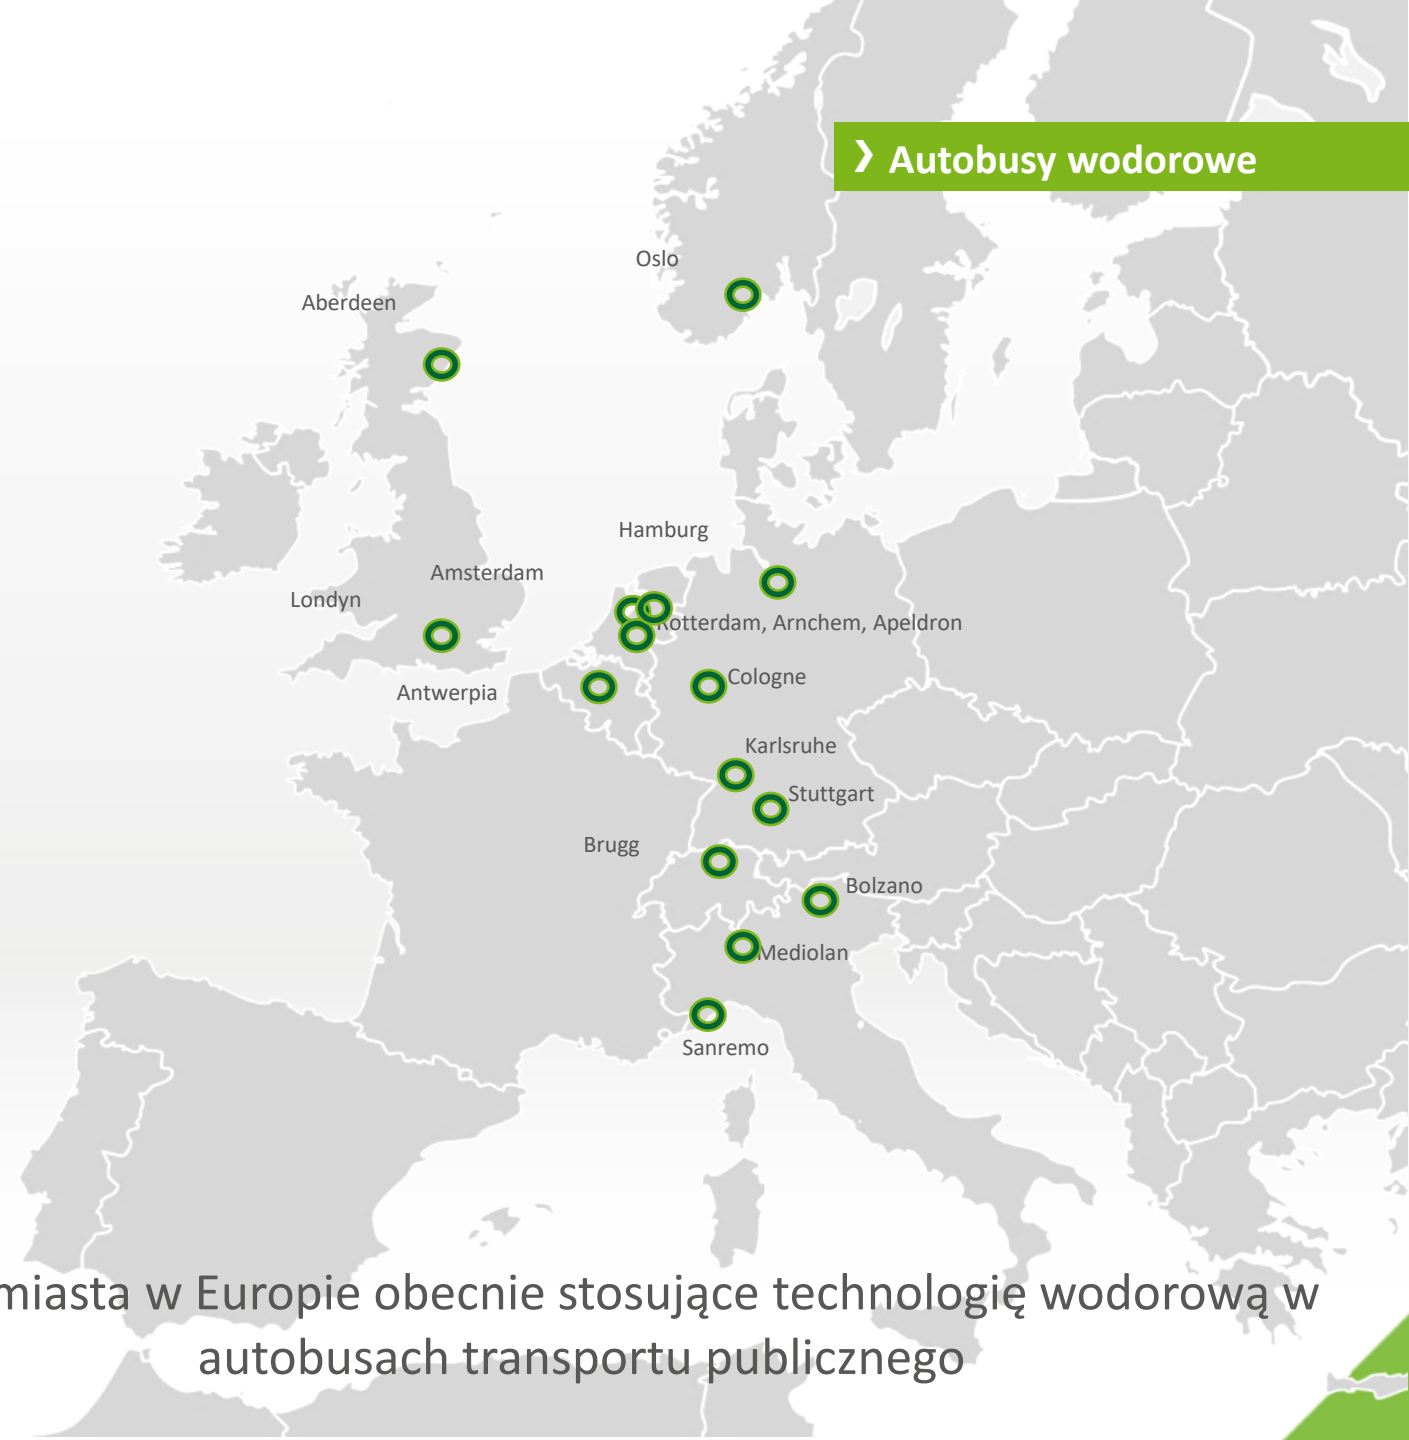 Autobusy wodorowe
Oslo
Aberdeen
Hamburg
Amsterdam
Londyn
Rotterdam, Arnchem, Apeldron
Cologne
Antwerpia
Karlsruhe
Stuttgart
Brugg
Bolzano
Mediolan
Sanremo
miasta w Europie obecnie stosujące technologię wodorową w
autobusach transportu publicznego